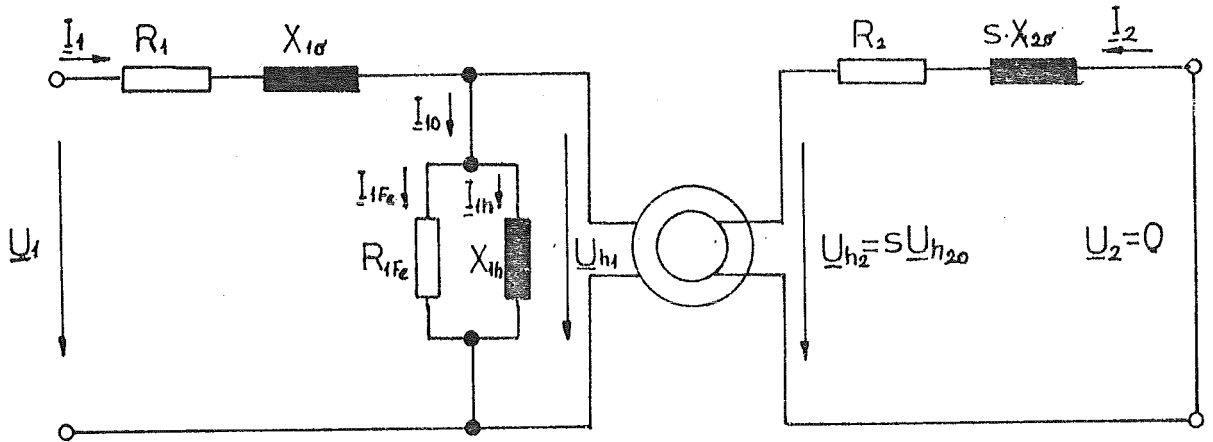 I1
R1
X1σ
I10
I1Fe
I1h
U1
R1Fe
X1h
Uh1
R2
S·X2σ
I2
Uh2=SUh20
U2=0